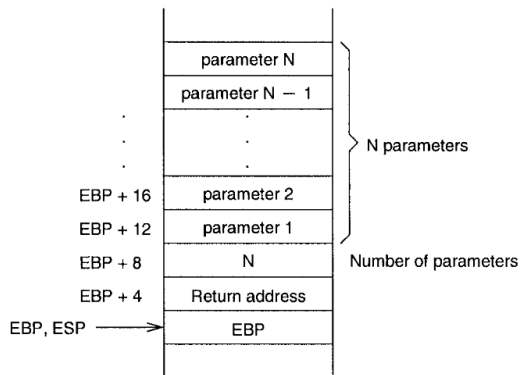 parameter N
parameter N − 1
. . .
. . .
N parameters
. . .
EBP + 16 parameter 2
EBP + 12 parameter 1
EBP + 8 N Number of parameters
EBP + 4 Return address
EBP, ESP EBP